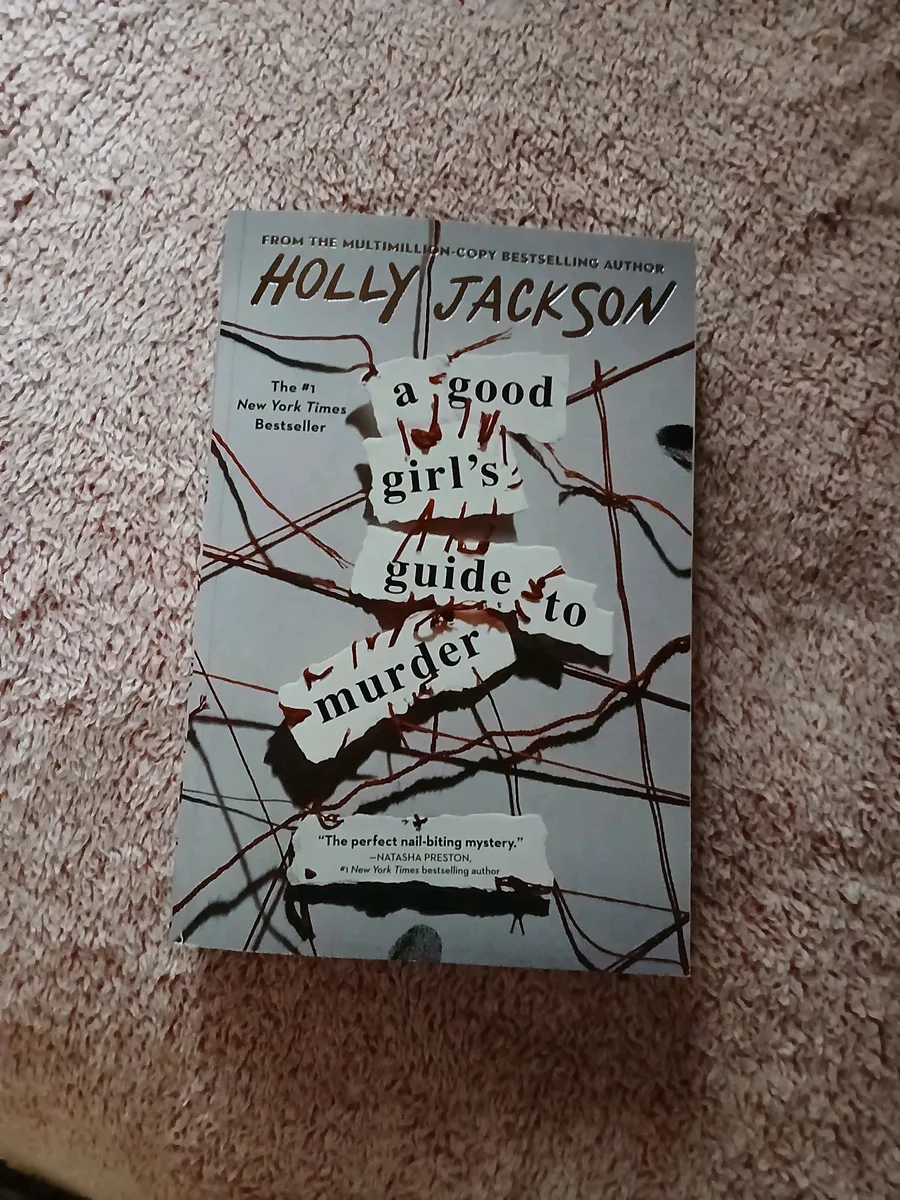 FROM THE MULTIMILLION-COPY BESTSELLING AUTHOR
HOLLY JACKSON
The #1
New York Times
Bestseller
a good
girl's
guide to
murder
“The perfect nail-biting mystery.”
—NATASHA PRESTON,
#1 New York Times bestselling author